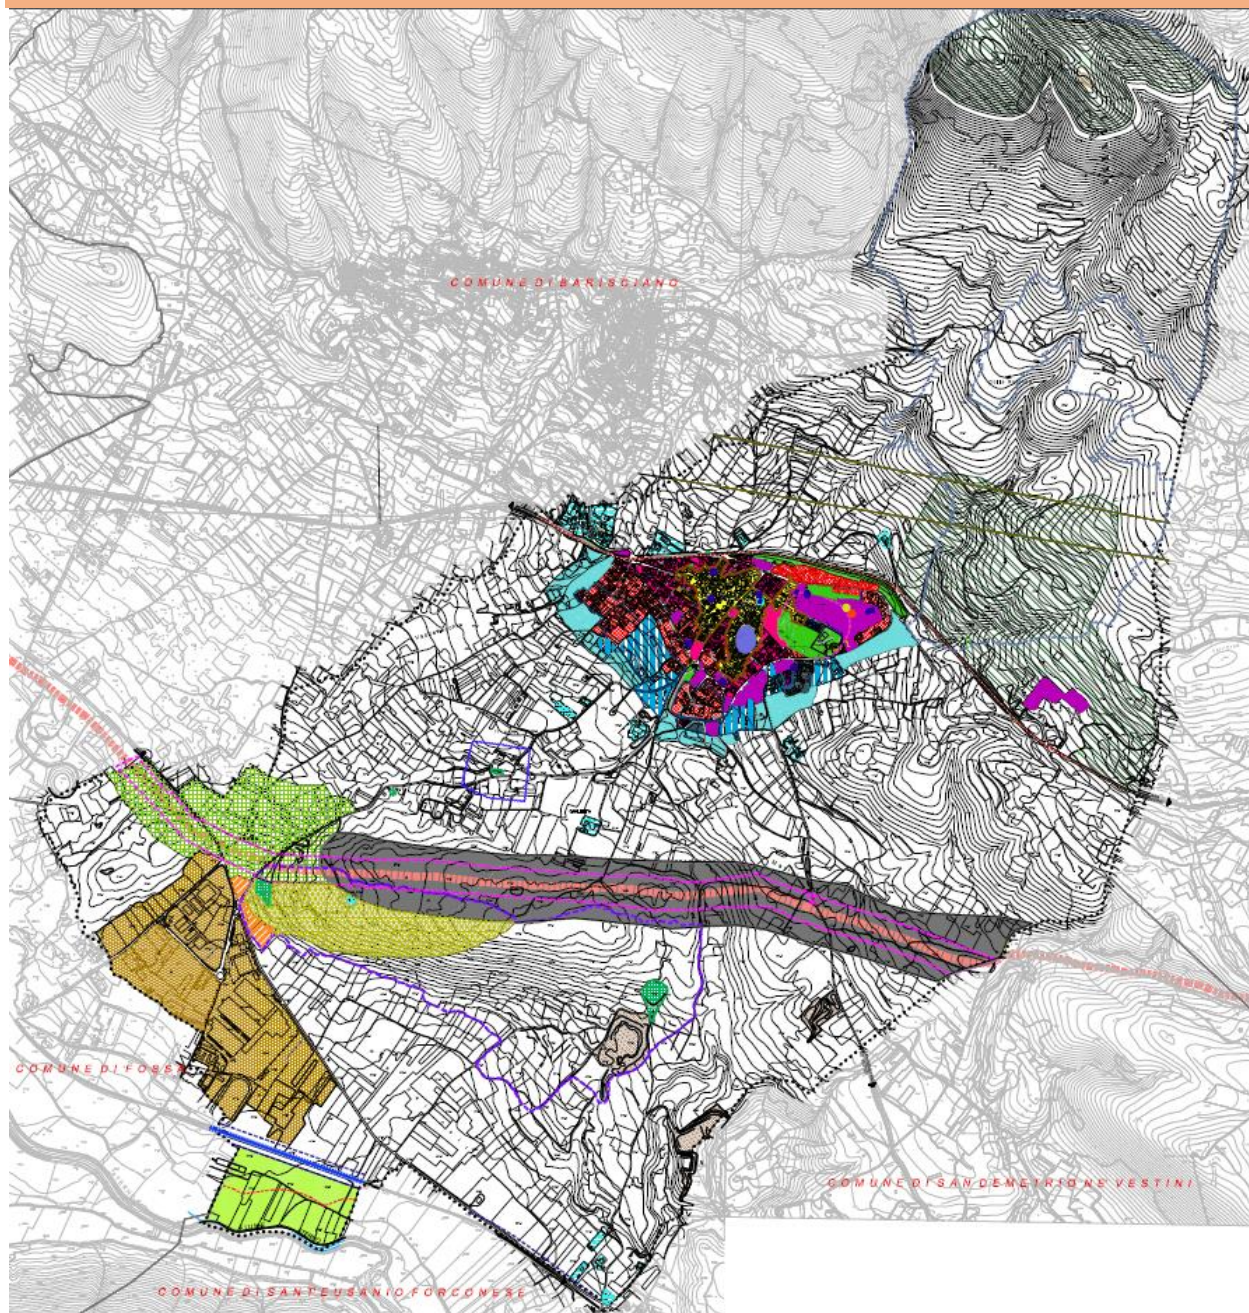 COMUNE DI BARISCIANO
COMUNE DI FOSSA
COMUNE DI SAN DEMETRIO NE VESTINI
COMUNE DI SANT'EUSANIO FORCONESE